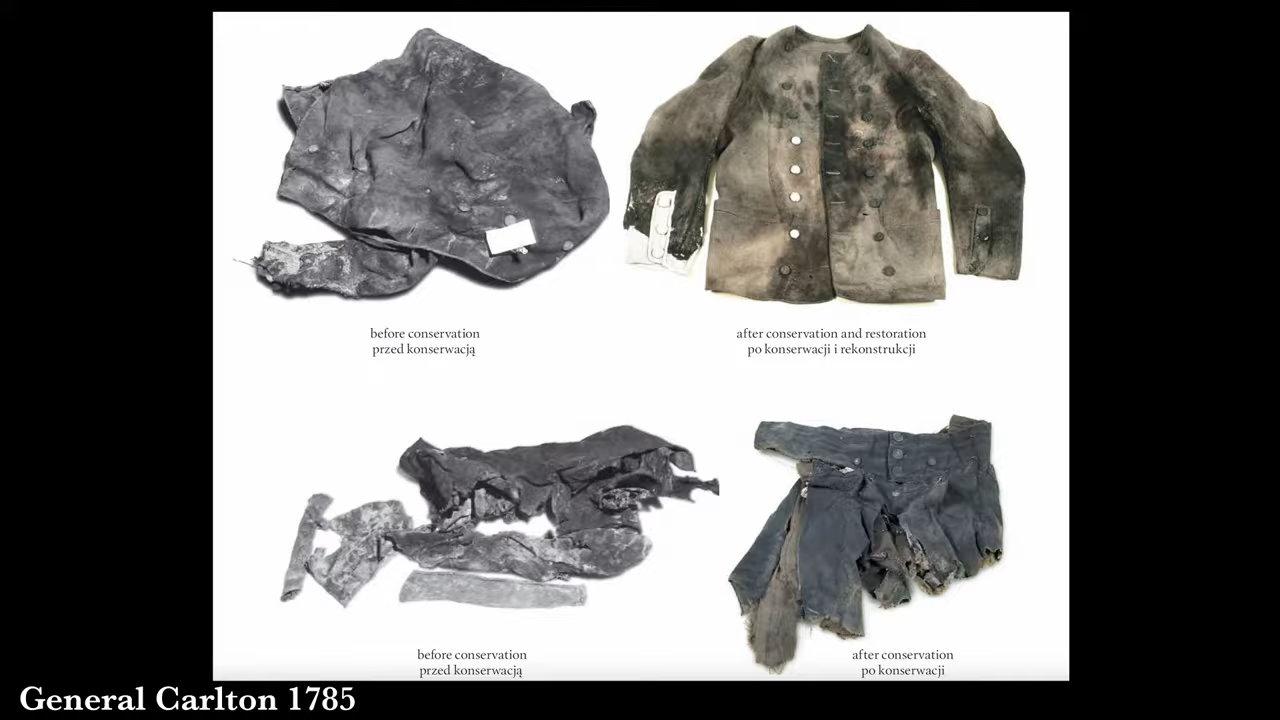 before conservation
przed konserwacją
after conservation and restoration
po konserwacji i rekonstrukcji
before conservation
przed konserwacją
after conservation
po konserwacji
General Carlton 1785